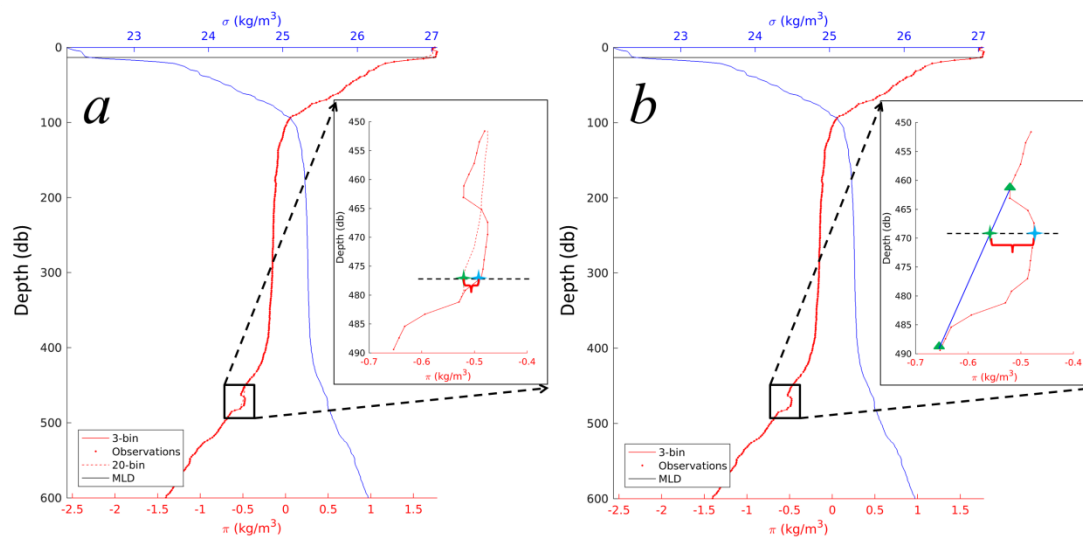 σ (kg/m³)
23 24 25 26 27
0
100
200
300
400
500
600
Depth (db)
a
-2.5 -2 -1.5 -1 -0.5 0 0.5 1 1.5
π (kg/m³)
3-bin
Observations
20-bin
MLD
450
455
460
465
470
475
480
485
490
Depth (db)
-0.7 -0.6 -0.5 -0.4
π (kg/m³)
σ (kg/m³)
23 24 25 26 27
0
100
200
300
400
500
600
Depth (db)
b
-2.5 -2 -1.5 -1 -0.5 0 0.5 1 1.5
π (kg/m³)
3-bin
Observations
MLD
450
455
460
465
470
475
480
485
490
Depth (db)
-0.7 -0.6 -0.5 -0.4
π (kg/m³)